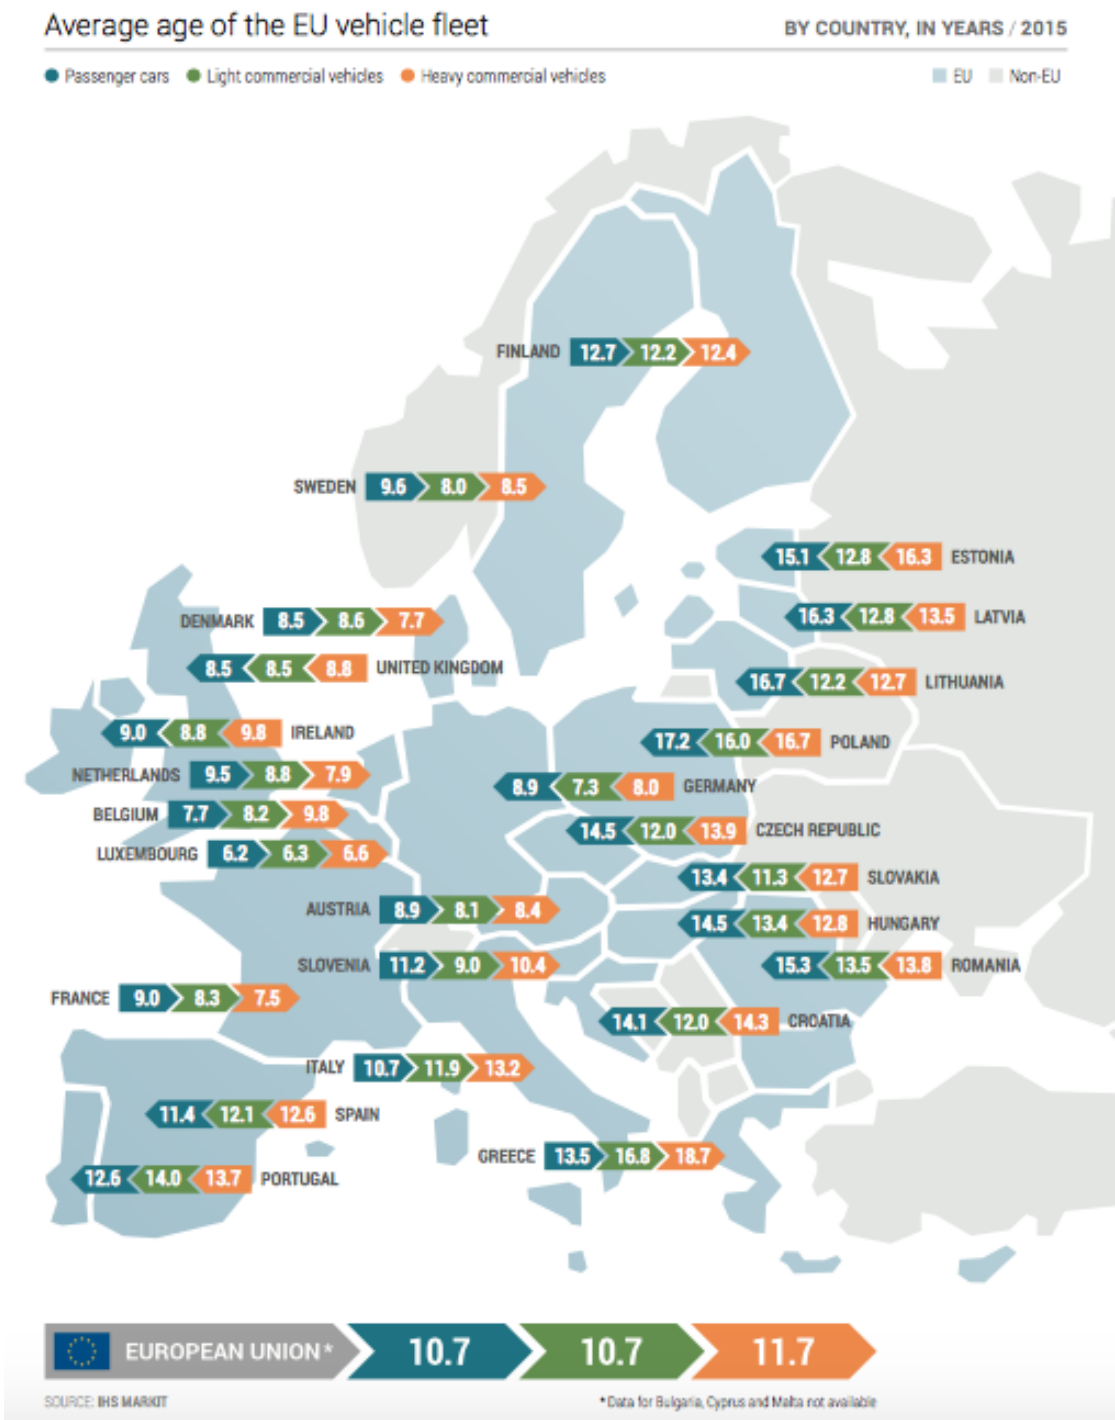 Average age of the EU vehicle fleet
BY COUNTRY, IN YEARS / 2015
Passenger cars Light commercial vehicles Heavy commercial vehicles
EU Non-EU
FINLAND 12.7 12.2 12.4
SWEDEN 9.6 8.0 8.5
15.1 12.8 16.3 ESTONIA
DENMARK 8.5 8.6 7.7
16.3 12.8 13.5 LATVIA
8.5 8.5 8.8 UNITED KINGDOM
16.7 12.2 12.7 LITHUANIA
9.0 8.8 9.8 IRELAND
17.2 16.0 16.7 POLAND
NETHERLANDS 9.5 8.8 7.9
8.9 7.3 8.0 GERMANY
BELGIUM 7.7 8.2 9.8
14.5 12.0 13.9 CZECH REPUBLIC
LUXEMBOURG 6.2 6.3 6.6
13.4 11.3 12.7 SLOVAKIA
AUSTRIA 8.9 8.1 8.4
14.5 13.4 12.8 HUNGARY
SLOVENIA 11.2 9.0 10.4
15.3 13.5 13.8 ROMANIA
FRANCE 9.0 8.3 7.5
14.1 12.0 14.3 CROATIA
ITALY 10.7 11.9 13.2
11.4 12.1 12.6 SPAIN
GREECE 13.5 16.8 18.7
12.6 14.0 13.7 PORTUGAL
EUROPEAN UNION* 10.7 10.7 11.7
SOURCE: IHS MARKIT
*Data for Bulgaria, Cyprus and Malta not available